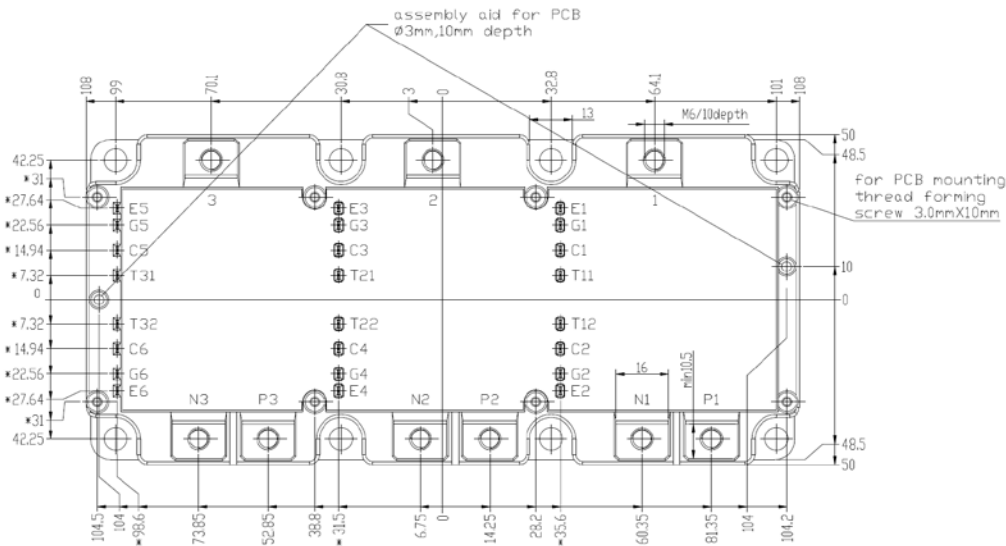 assembly aid for PCB
Ø3mm,10mm depth
108
99
70.1
30.8
3
0
32.8
64.1
101
108
13
M6/10depth
50
48.5
42.25
*31
*27.64
*22.56
*14.94
*7.32
0
*7.32
*14.94
*22.56
*27.64
*31
42.25
for PCB mounting
thread forming
screw 3.0mmX10mm
3
2
1
E5
E3
E1
G5
G3
G1
C5
C3
C1
T31
T21
T11
10
0
T32
T22
T12
C6
C4
C2
G6
G4
G2
E6
E4
E2
16
min10.5
N3
P3
N2
P2
N1
P1
48.5
50
104.5
104
*98.6
73.85
52.85
38.8
*31.5
6.75
0
14.25
28.2
*35.6
60.35
81.35
104
104.2